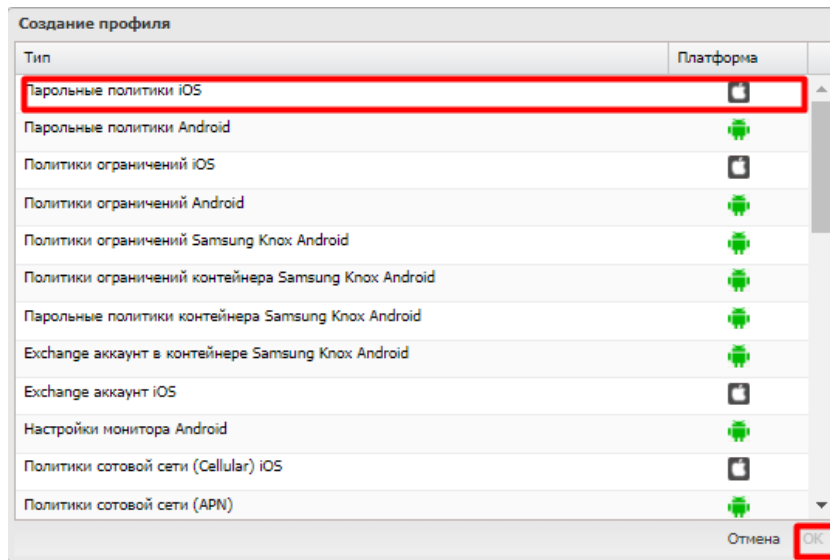 Создание профиля
Тип Платформа
Парольные политики iOS
Парольные политики Android
Политики ограничений iOS
Политики ограничений Android
Политики ограничений Samsung Knox Android
Политики ограничений контейнера Samsung Knox Android
Парольные политики контейнера Samsung Knox Android
Exchange аккаунт в контейнере Samsung Knox Android
Exchange аккаунт iOS
Настройки монитора Android
Политики сотовой сети (Cellular) iOS
Политики сотовой сети (APN)
Отмена OK